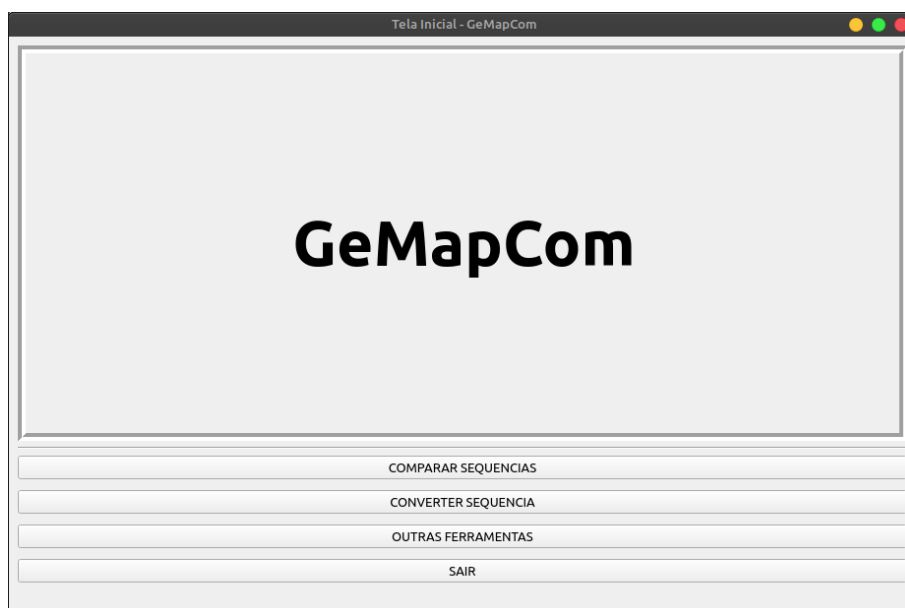 Tela Inicial - GeMapCom
GeMapCom
COMPARAR SEQUENCIAS
CONVERTER SEQUENCIA
OUTRAS FERRAMENTAS
SAIR